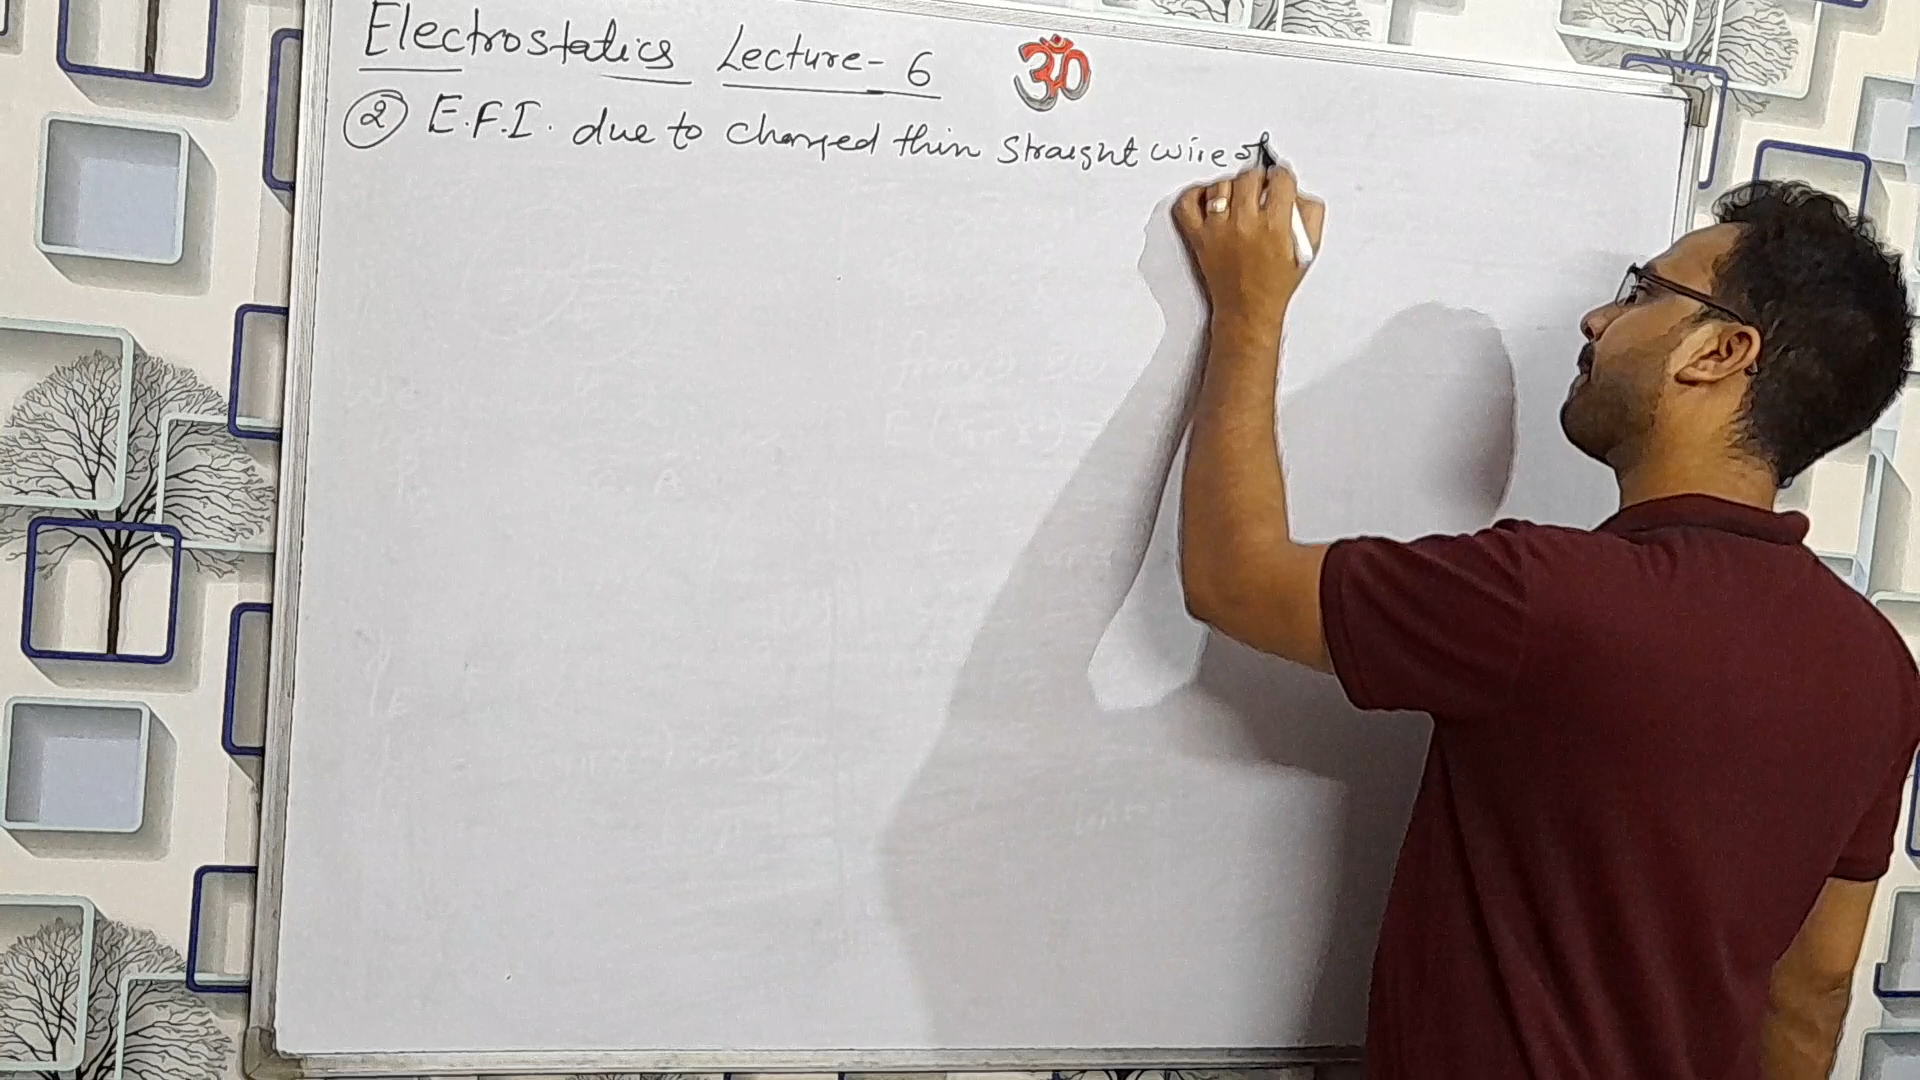 Electrostatics Lecture-6 ॐ
② E.F.I. due to charged thin straight wire of